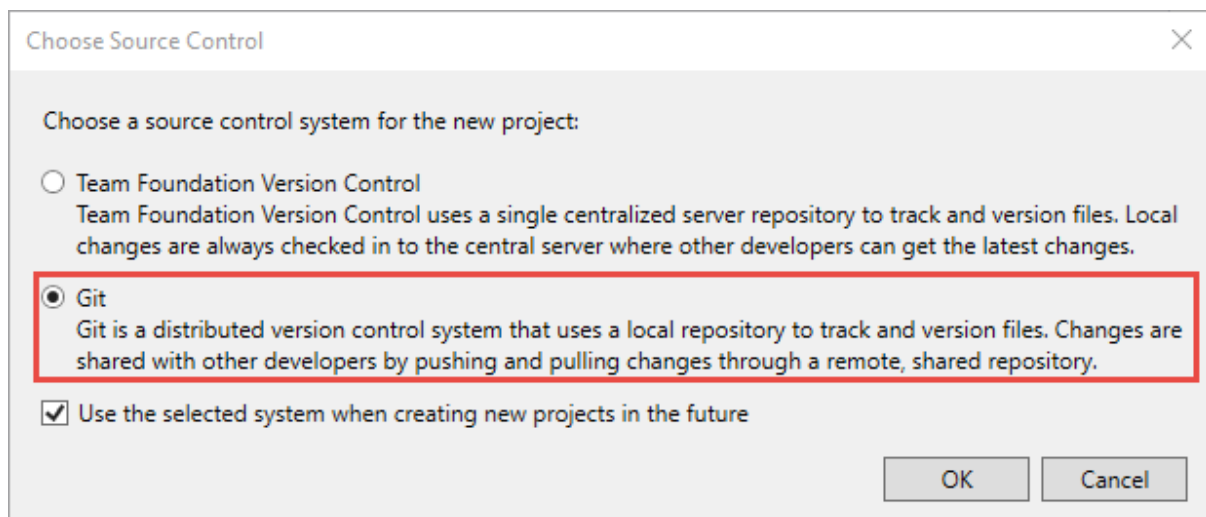 Choose Source Control
Choose a source control system for the new project:
Team Foundation Version Control
Team Foundation Version Control uses a single centralized server repository to track and version files. Local
changes are always checked in to the central server where other developers can get the latest changes.
Git
Git is a distributed version control system that uses a local repository to track and version files. Changes are
shared with other developers by pushing and pulling changes through a remote, shared repository.
Use the selected system when creating new projects in the future
OK Cancel